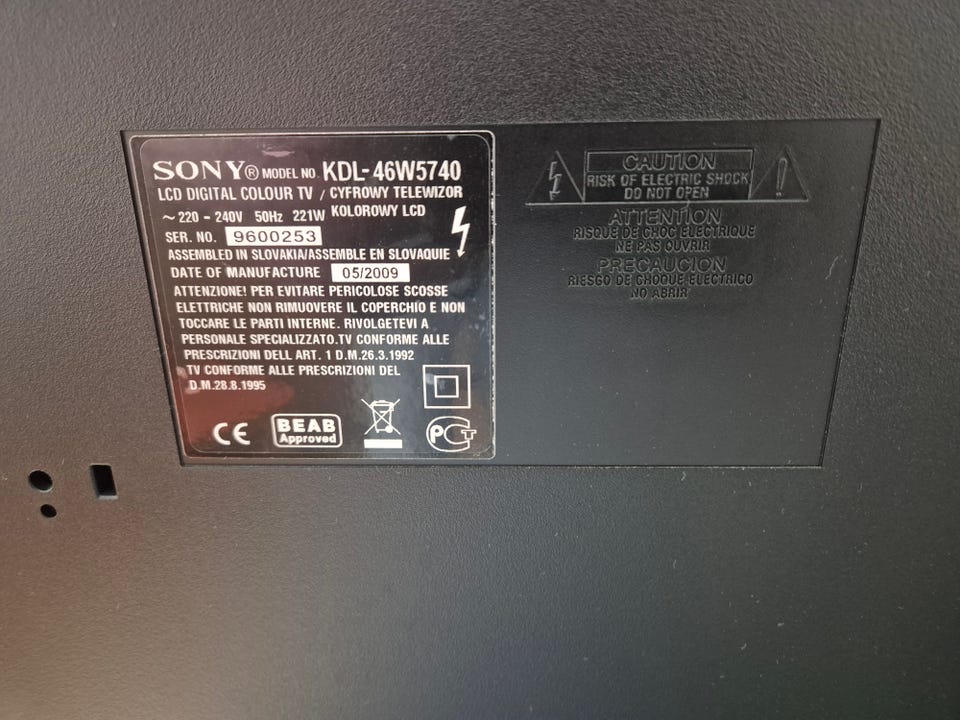 SONY® MODEL NO. KDL-46W5740
LCD DIGITAL COLOUR TV / CYFROWY TELEWIZOR
~ 220 - 240V 50Hz 221W KOLOROWY LCD
SER. NO. 9600253
ASSEMBLED IN SLOVAKIA/ASSEMBLE EN SLOVAQUIE
DATE OF MANUFACTURE 05/2009
ATTENZIONE! PER EVITARE PERICOLOSE SCOSSE
ELETTRICHE NON RIMUOVERE IL COPERCHIO E NON
TOCCARE LE PARTI INTERNE. RIVOLGETEVI A
PERSONALE SPECIALIZZATO.TV CONFORME ALLE
PRESCRIZIONI DELL ART. 1 D.M.26.3.1992
TV CONFORME ALLE PRESCRIZIONI DEL
D.M.28.8.1995
CE
BEAB
Approved
PCT
CAUTION
RISK OF ELECTRIC SHOCK
DO NOT OPEN
ATTENTION
RISQUE DE CHOC ELECTRIQUE
NE PAS OUVRIR
PRECAUCION
RIESGO DE CHOQUE ELECTRICO
NO ABRIR